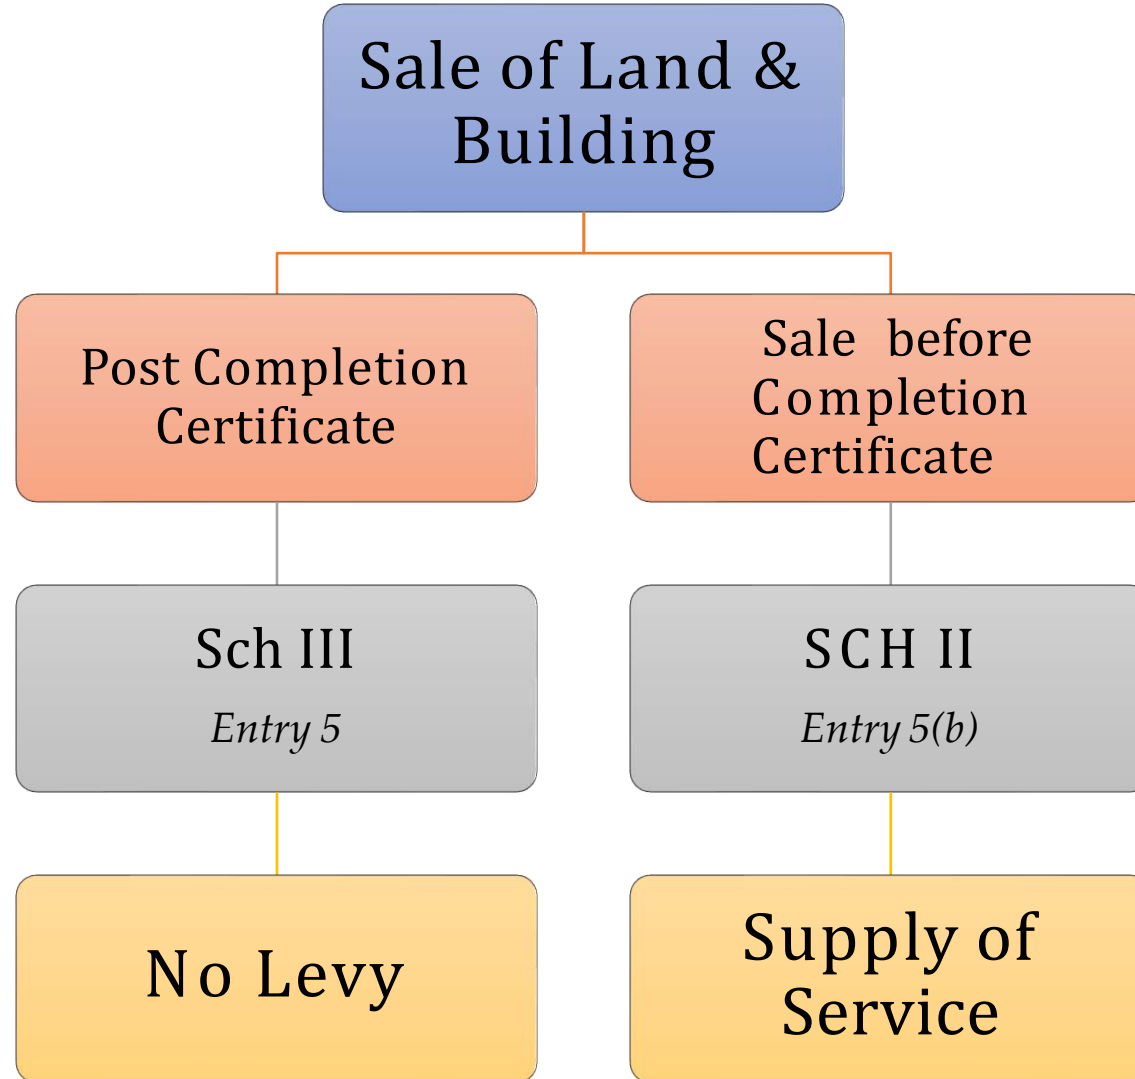 Sale of Land &
Building
Post Completion
Certificate
Sale before
Completion
Certificate
Sch III
Entry 5
SCH II
Entry 5(b)
No Levy
Supply of
Service